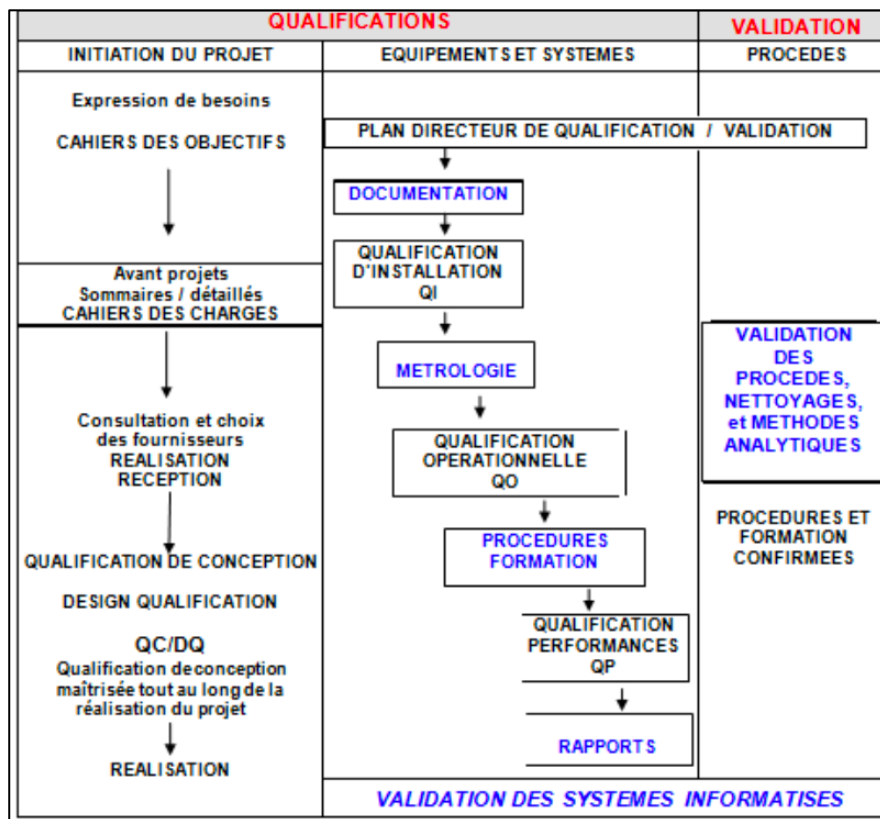 QUALIFICATIONS
VALIDATION
INITIATION DU PROJET
EQUIPEMENTS ET SYSTEMES
PROCEDES
Expression de besoins
CAHIERS DES OBJECTIFS
Avant projets
Sommaires / détaillés
CAHIERS DES CHARGES
Consultation et choix
des fournisseurs
REALISATION
RECEPTION
QUALIFICATION DE CONCEPTION
DESIGN QUALIFICATION
QC/DQ
Qualification deconception
maîtrisée tout au long de la
réalisation du projet
REALISATION
PLAN DIRECTEUR DE QUALIFICATION / VALIDATION
DOCUMENTATION
QUALIFICATION
D'INSTALLATION
QI
METROLOGIE
QUALIFICATION
OPERATIONNELLE
QO
PROCEDURES
FORMATION
QUALIFICATION
PERFORMANCES
QP
RAPPORTS
VALIDATION
DES
PROCEDES,
NETTOYAGES,
et METHODES
ANALYTIQUES
PROCEDURES ET
FORMATION
CONFIRMEES
VALIDATION DES SYSTEMES INFORMATISES